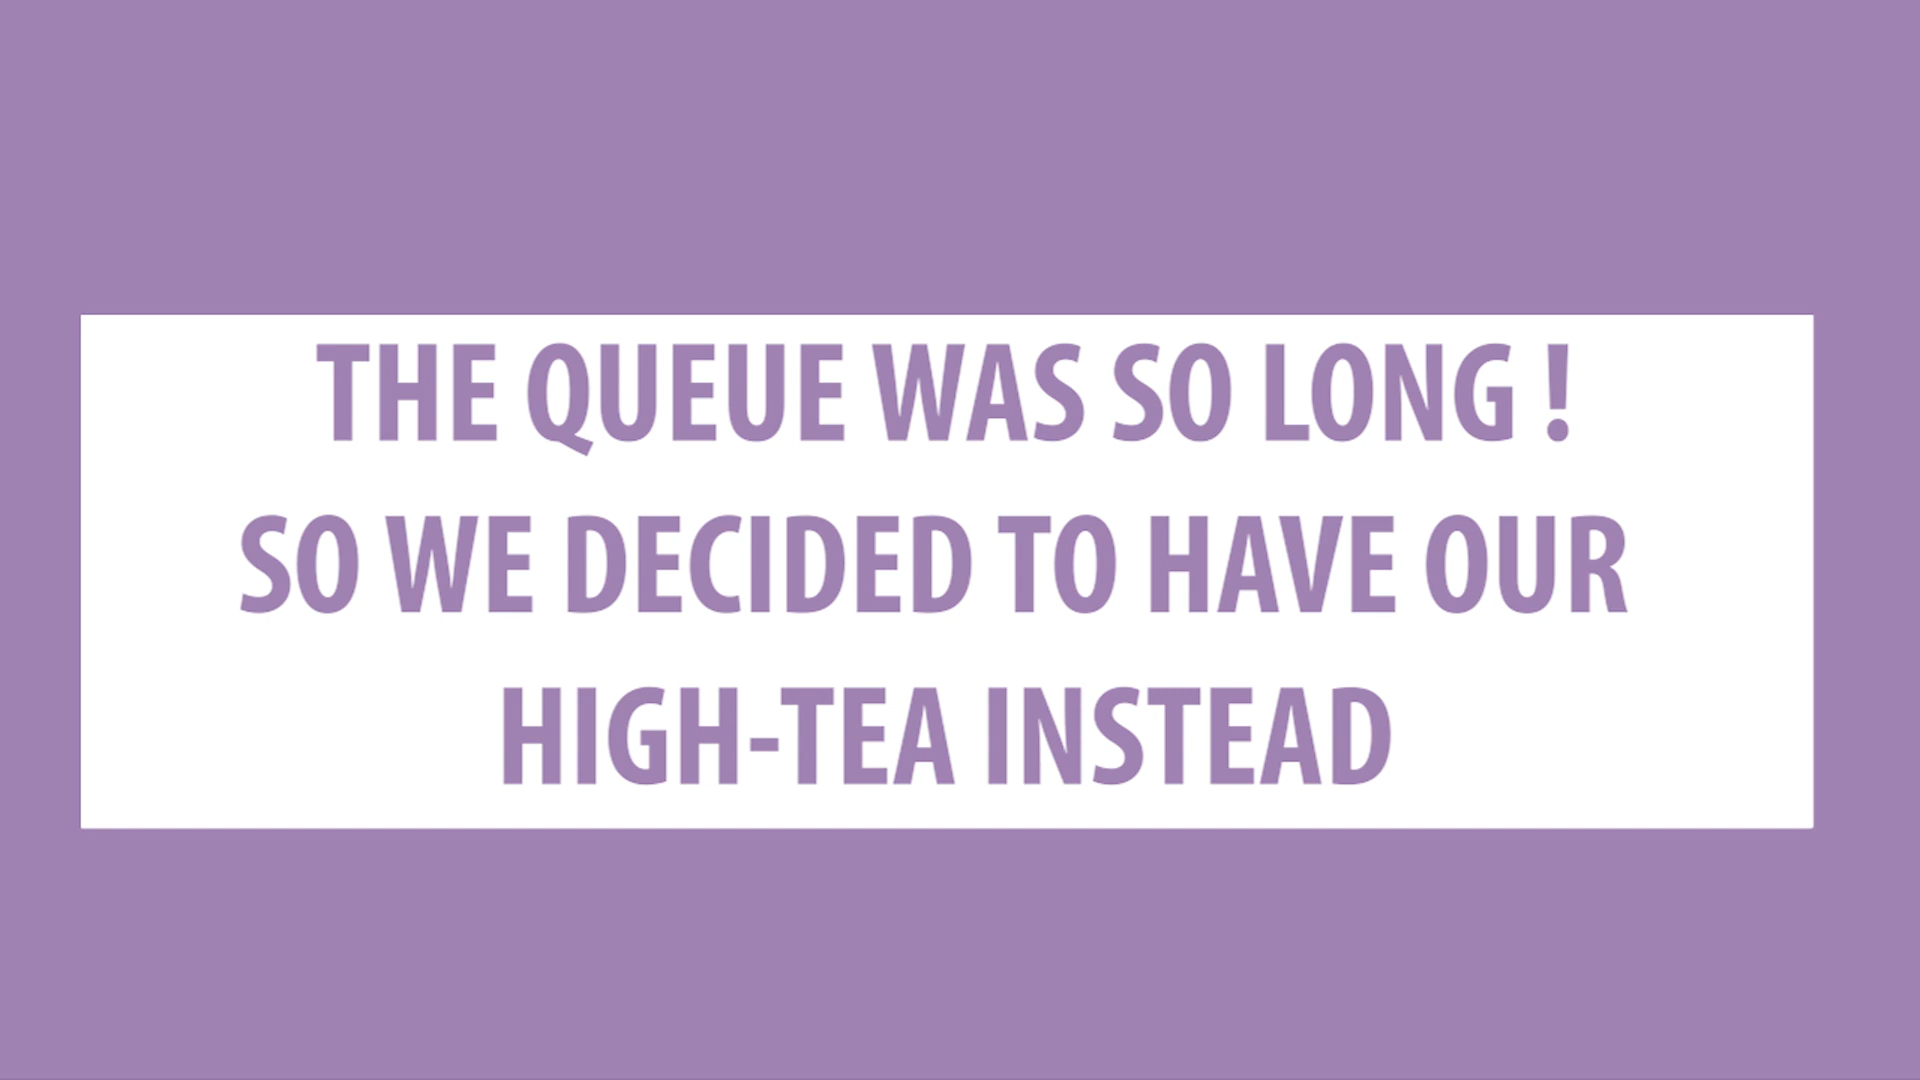 THE QUEUE WAS SO LONG !
SO WE DECIDED TO HAVE OUR
HIGH-TEA INSTEAD